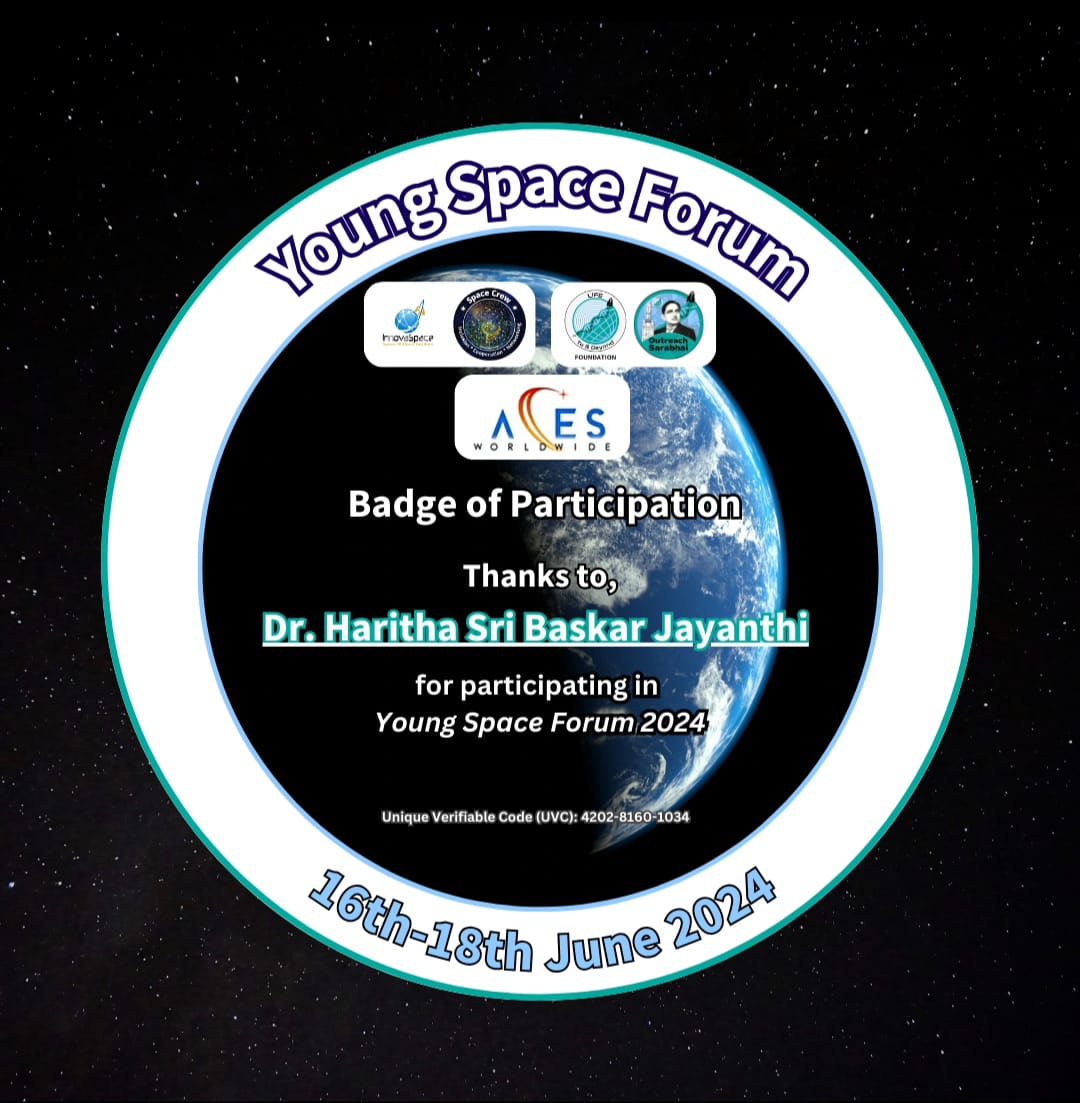 Young Space Forum
InnovaSpace
Space Crew
LIFE
To & Beyond
FOUNDATION
Outreach
Sarabhai
ACES
WORLDWIDE
Badge of Participation
Thanks to,
Dr. Haritha Sri Baskar Jayanthi
for participating in
Young Space Forum 2024
Unique Verifiable Code (UVC): 4202-8160-1034
16th-18th June 2024